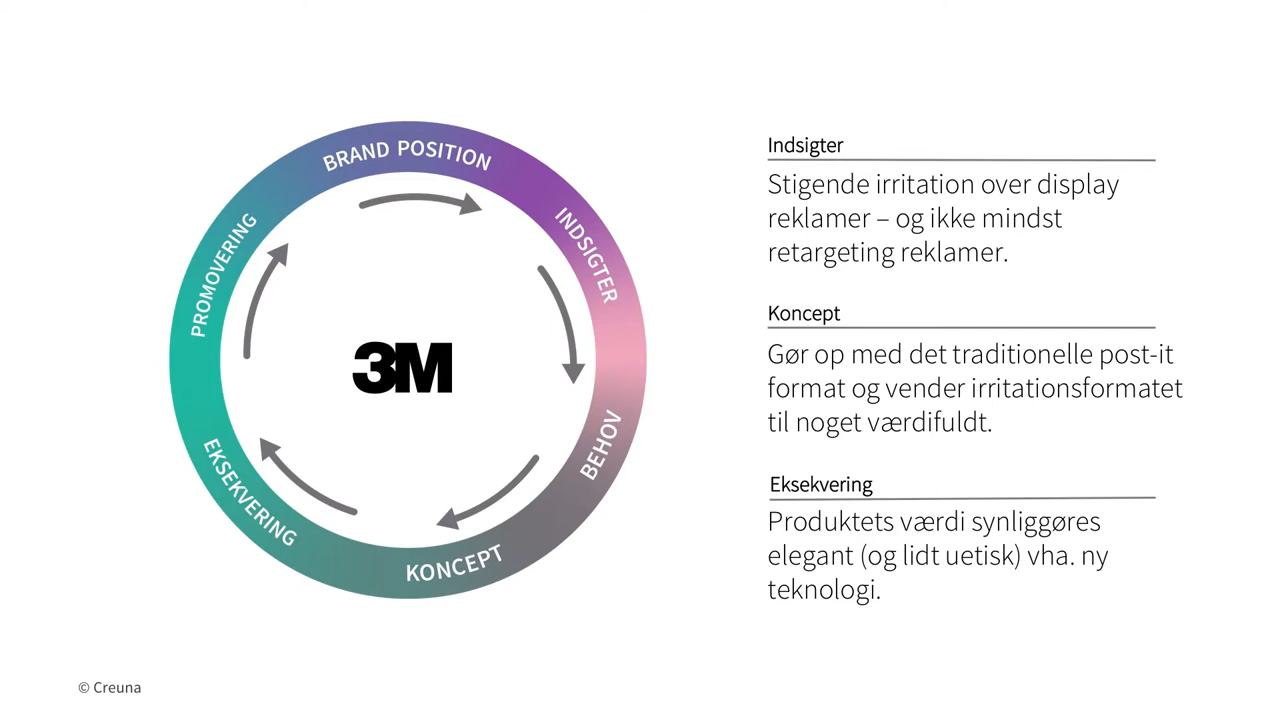 BRAND POSITION
INDSIGTER
BEHOV
KONCEPT
EKSEKVERING
PROMOVERING
3M
Indsigter
Stigende irritation over display
reklamer – og ikke mindst
retargeting reklamer.
Koncept
Gør op med det traditionelle post-it
format og vender irritationsformatet
til noget værdifuldt.
Eksekvering
Produktets værdi synliggøres
elegant (og lidt uetisk) vha. ny
teknologi.
© Creuna